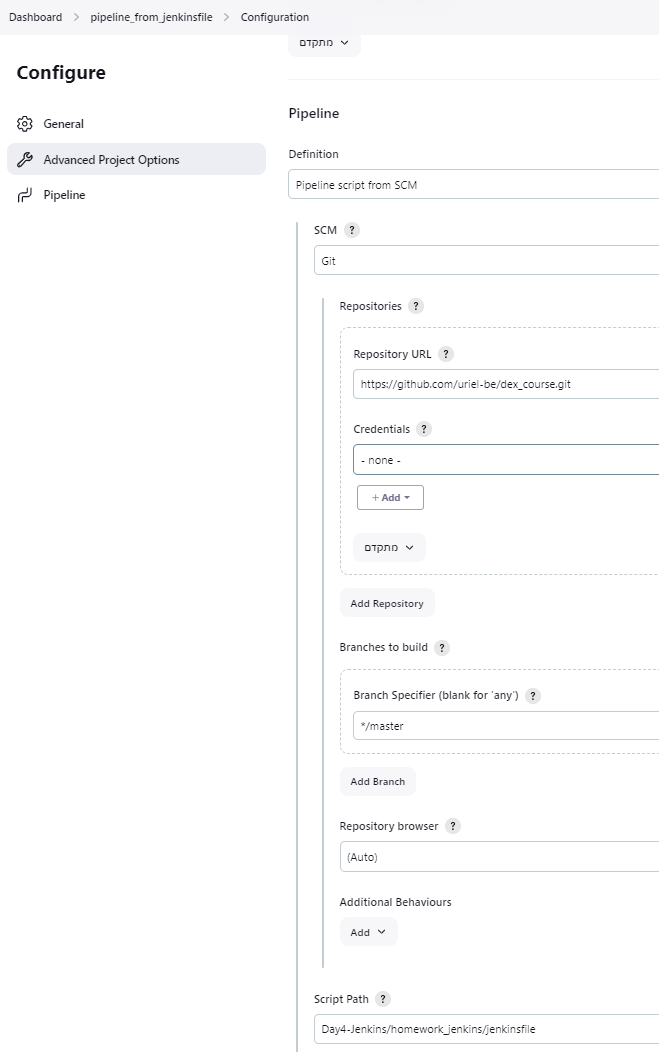 Dashboard > pipeline_from_jenkinsfile > Configuration
מתקדם
Configure
General
Advanced Project Options
Pipeline
Pipeline
Definition
Pipeline script from SCM
SCM ?
Git
Repositories ?
Repository URL ?
https://github.com/uriel-be/dex_course.git
Credentials ?
- none -
+ Add
מתקדם
Add Repository
Branches to build ?
Branch Specifier (blank for 'any') ?
*/master
Add Branch
Repository browser ?
(Auto)
Additional Behaviours
Add
Script Path ?
Day4-Jenkins/homework_jenkins/jenkinsfile